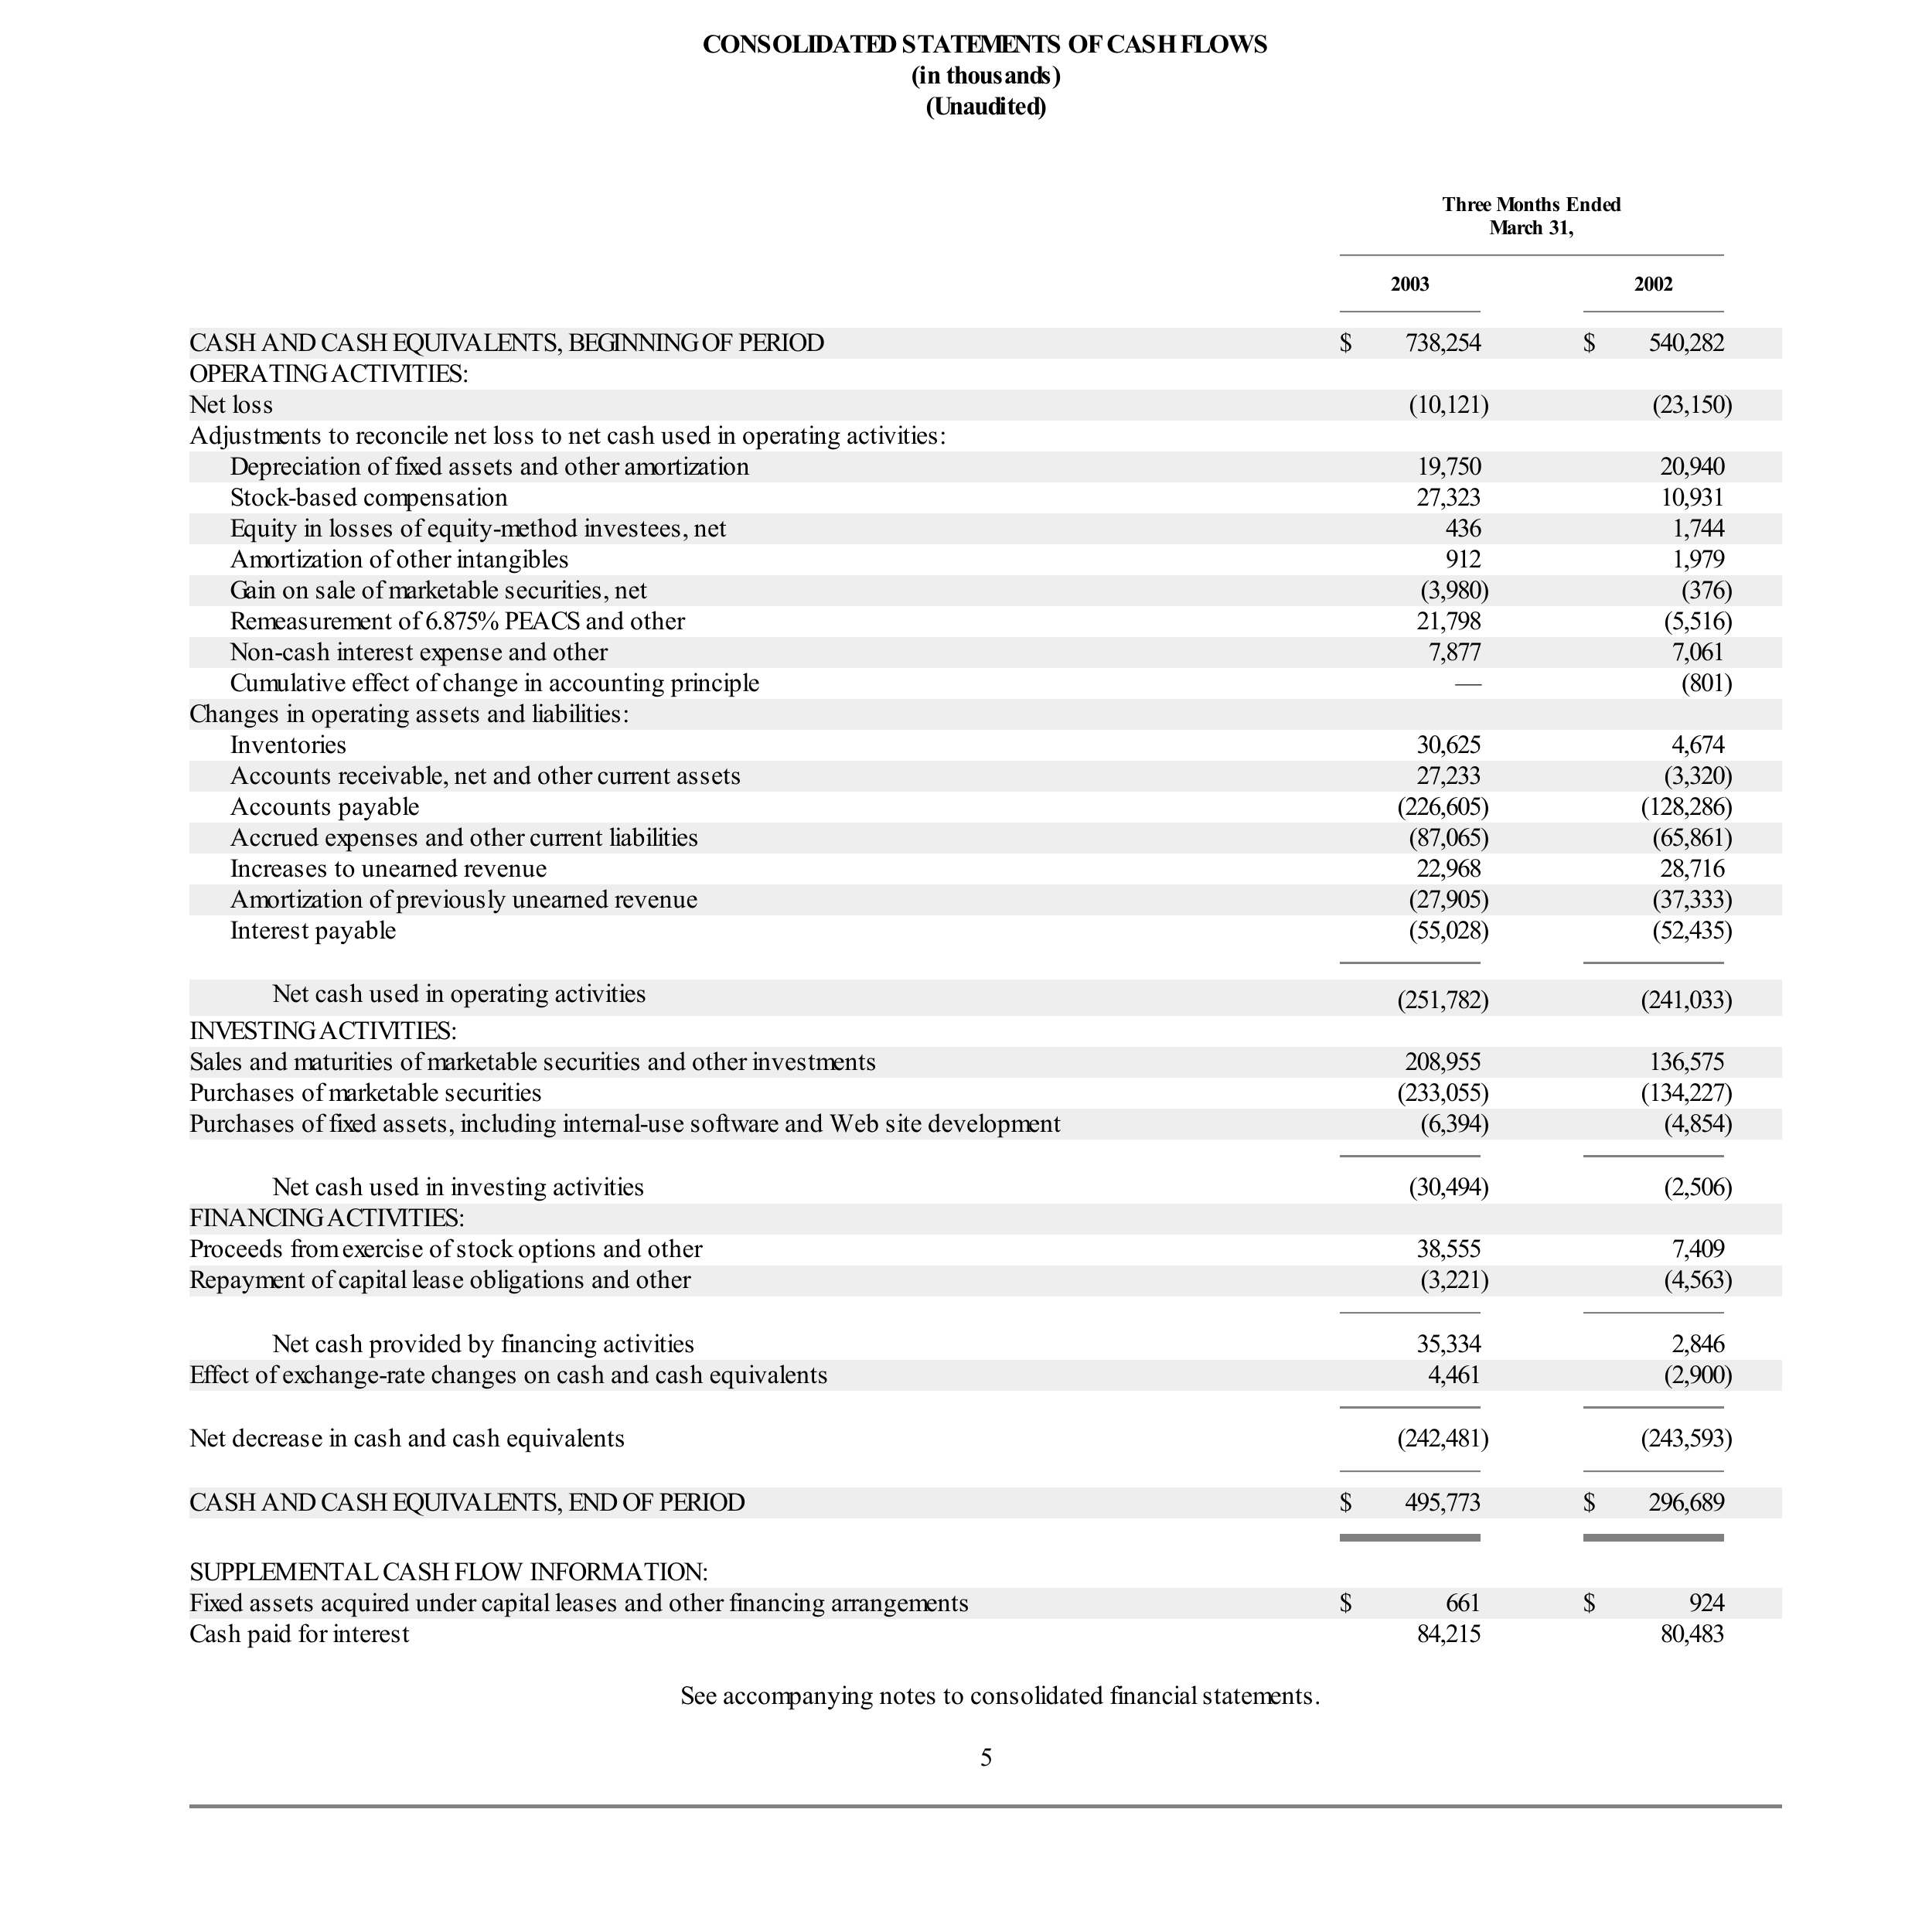 CONSOLIDATED STATEMENTS OF CASH FLOWS
(in thousands)
(Unaudited)
Three Months Ended
March 31,
2003 2002
CASH AND CASH EQUIVALENTS, BEGINNING OF PERIOD $ 738,254 $ 540,282
OPERATING ACTIVITIES:
Net loss (10,121) (23,150)
Adjustments to reconcile net loss to net cash used in operating activities:
Depreciation of fixed assets and other amortization 19,750 20,940
Stock-based compensation 27,323 10,931
Equity in losses of equity-method investees, net 436 1,744
Amortization of other intangibles 912 1,979
Gain on sale of marketable securities, net (3,980) (376)
Remeasurement of 6.875% PEACS and other 21,798 (5,516)
Non-cash interest expense and other 7,877 7,061
Cumulative effect of change in accounting principle — (801)
Changes in operating assets and liabilities:
Inventories 30,625 4,674
Accounts receivable, net and other current assets 27,233 (3,320)
Accounts payable (226,605) (128,286)
Accrued expenses and other current liabilities (87,065) (65,861)
Increases to unearned revenue 22,968 28,716
Amortization of previously unearned revenue (27,905) (37,333)
Interest payable (55,028) (52,435)
Net cash used in operating activities (251,782) (241,033)
INVESTING ACTIVITIES:
Sales and maturities of marketable securities and other investments 208,955 136,575
Purchases of marketable securities (233,055) (134,227)
Purchases of fixed assets, including internal-use software and Web site development (6,394) (4,854)
Net cash used in investing activities (30,494) (2,506)
FINANCING ACTIVITIES:
Proceeds from exercise of stock options and other 38,555 7,409
Repayment of capital lease obligations and other (3,221) (4,563)
Net cash provided by financing activities 35,334 2,846
Effect of exchange-rate changes on cash and cash equivalents 4,461 (2,900)
Net decrease in cash and cash equivalents (242,481) (243,593)
CASH AND CASH EQUIVALENTS, END OF PERIOD $ 495,773 $ 296,689
SUPPLEMENTAL CASH FLOW INFORMATION:
Fixed assets acquired under capital leases and other financing arrangements $ 661 $ 924
Cash paid for interest 84,215 80,483
See accompanying notes to consolidated financial statements.
5